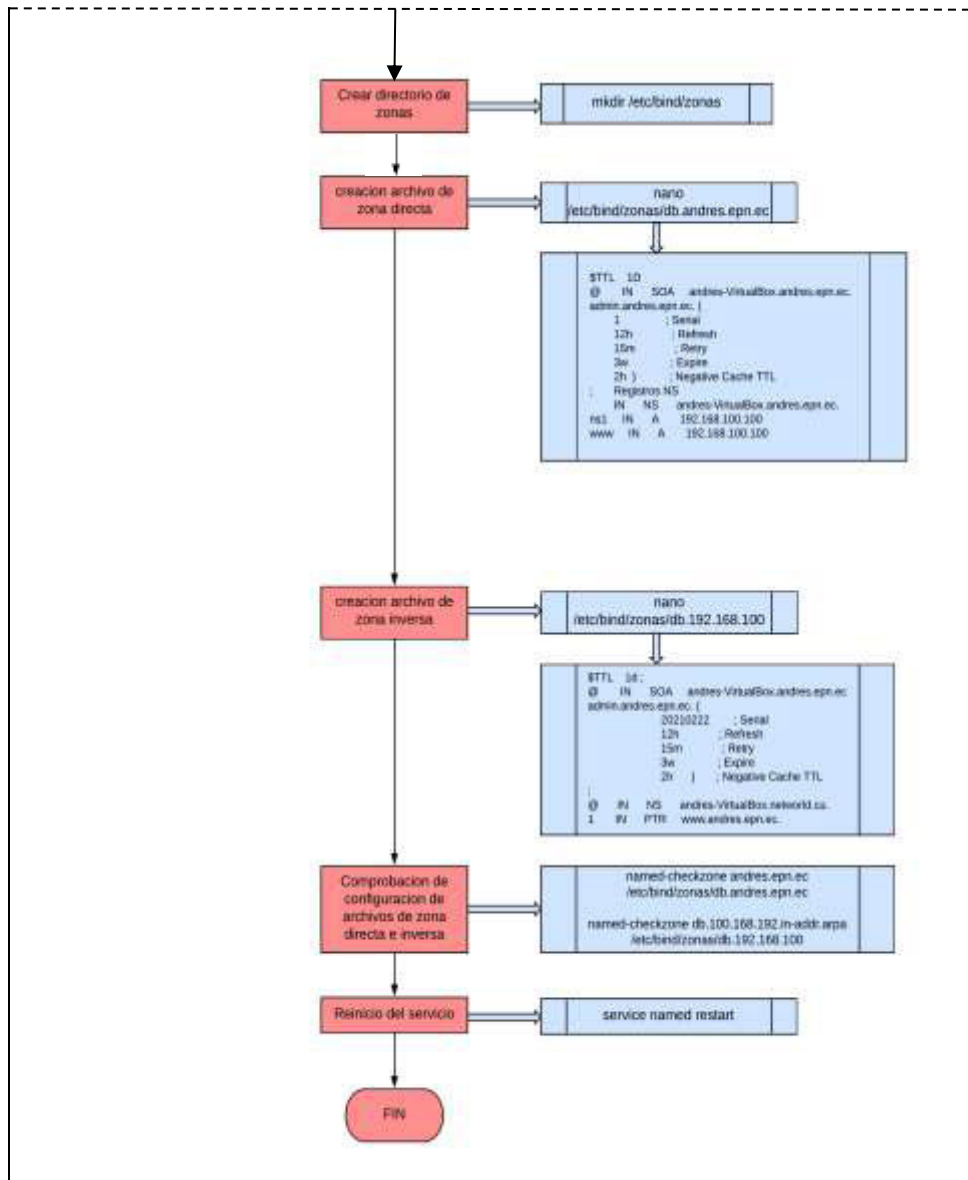 Crear directorio de
zonas
mkdir /etc/bind/zonas
creacion archivo de
zona directa
nano
/etc/bind/zonas/db.andres.epn.ec
$TTL 1D
@ IN SOA andres-VirtualBox.andres.epn.ec.
admin.andres.epn.ec. (
1 ; Serial
12h ; Refresh
15m ; Retry
3w ; Expire
2h ) ; Negative Cache TTL
; Registros NS
IN NS andres-VirtualBox.andres.epn.ec.
ns1 IN A 192.168.100.100
www IN A 192.168.100.100
creacion archivo de
zona inversa
nano
/etc/bind/zonas/db.192.168.100
$TTL 1d ;
@ IN SOA andres-VirtualBox.andres.epn.ec
admin.andres.epn.ec. (
20210222 ; Serial
12h ; Refresh
15m ; Retry
3w ; Expire
2h ) ; Negative Cache TTL
;
@ IN NS andres-VirtualBox.networld.cu.
1 IN PTR www.andres.epn.ec.
Comprobacion de
configuracion de
archivos de zona
directa e inversa
named-checkzone andres.epn.ec
/etc/bind/zonas/db.andres.epn.ec
named-checkzone db.100.168.192.in-addr.arpa
/etc/bind/zonas/db.192.168.100
Reinicio del servicio
service named restart
FIN